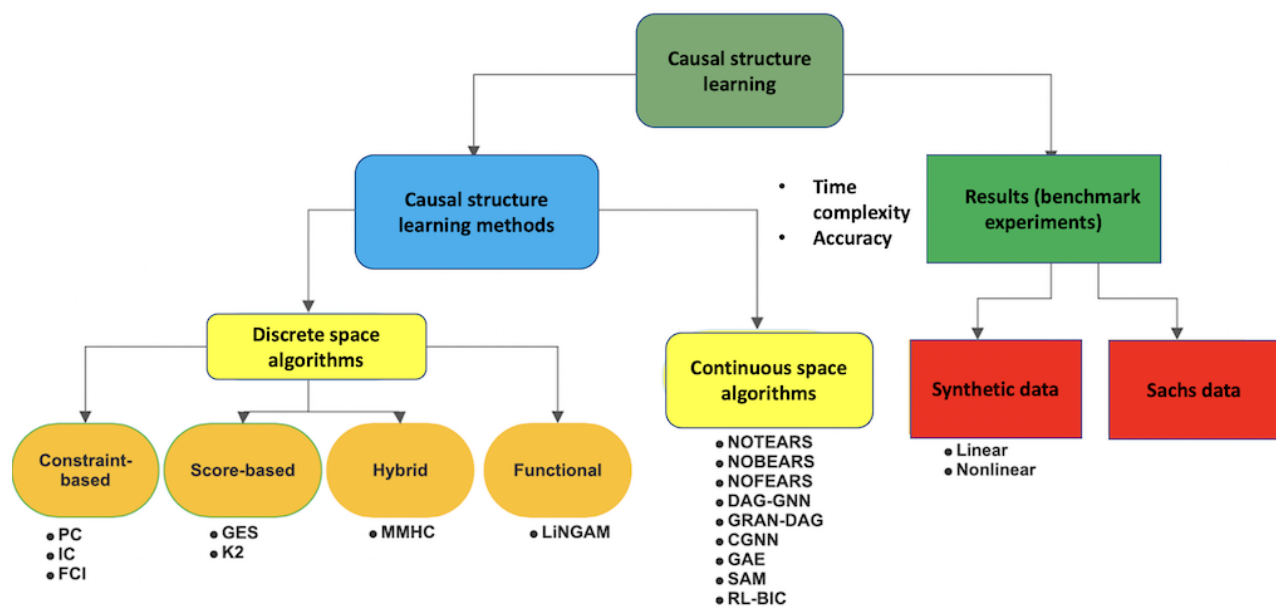 Causal structure
learning
Causal structure
learning methods
• Time
complexity
• Accuracy
Results (benchmark
experiments)
Discrete space
algorithms
Continuous space
algorithms
Synthetic data
Sachs data
Constraint-
based
Score-based
Hybrid
Functional
• PC
• IC
• FCI
• GES
• K2
• MMHC
• LiNGAM
• NOTEARS
• NOBEARS
• NOFEARS
• DAG-GNN
• GRAN-DAG
• CGNN
• GAE
• SAM
• RL-BIC
• Linear
• Nonlinear